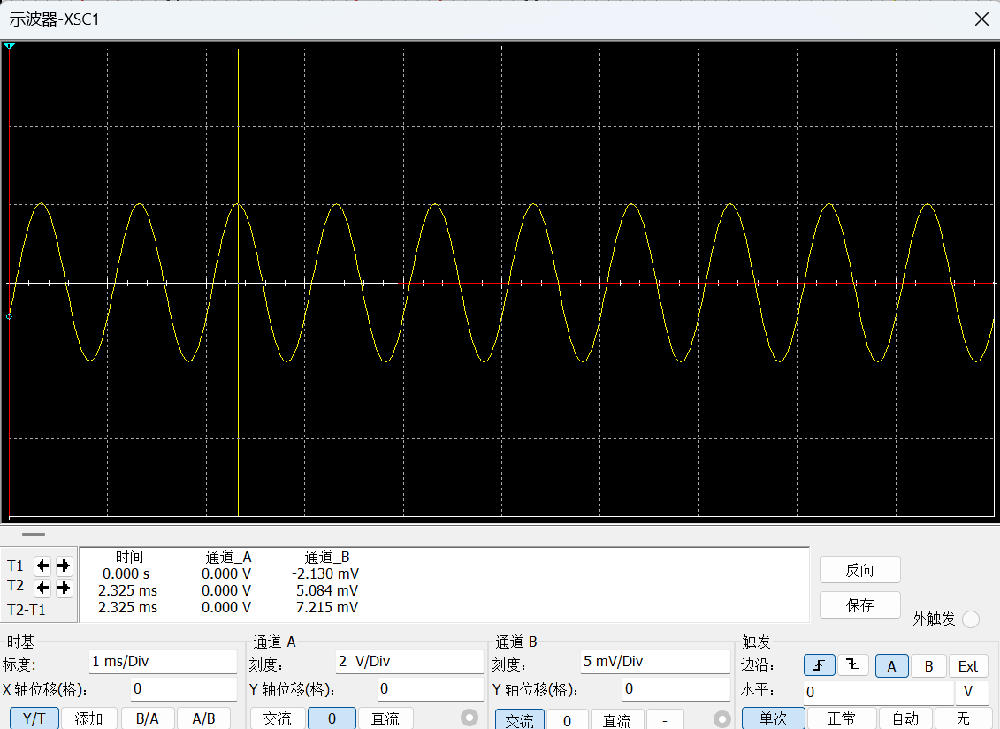 示波器-XSC1
时间 通道_A 通道_B
T1 0.000 s 0.000 V -2.130 mV
T2 2.325 ms 0.000 V 5.084 mV
T2-T1 2.325 ms 0.000 V 7.215 mV
反向
保存
外触发
时基
标度: 1 ms/Div
X 轴位移(格): 0
Y/T 添加 B/A A/B
通道 A
刻度: 2 V/Div
Y 轴位移(格): 0
交流 0 直流
通道 B
刻度: 5 mV/Div
Y 轴位移(格): 0
交流 0 直流 -
触发
边沿: A B Ext
水平: 0 V
单次 正常 自动 无